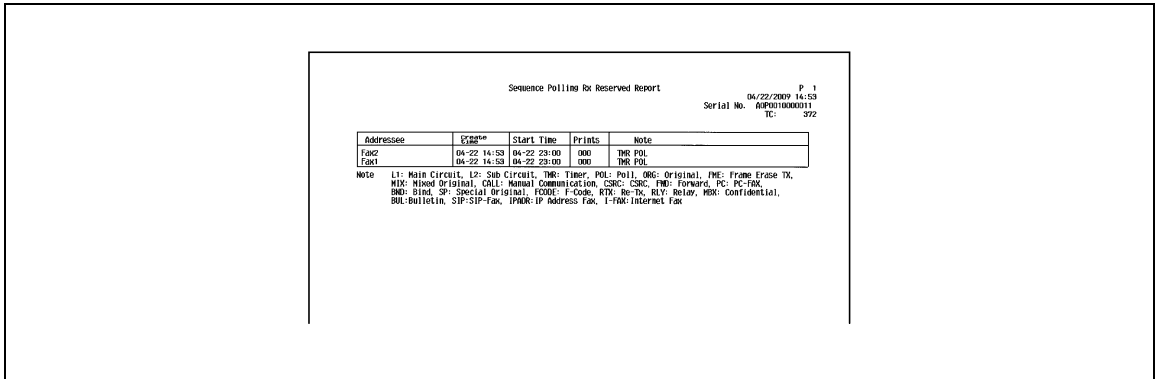 Sequence Polling Rx Reserved Report P 1
04/22/2009 14:53
Serial No. A0P0010000011
TC: 372
Addressee Create time Start Time Prints Note
Fax2 04-22 14:53 04-22 23:00 000 TMR POL
Fax1 04-22 14:53 04-22 23:00 000 TMR POL
Note L1: Main Circuit, L2: Sub Circuit, TMR: Timer, POL: Poll, ORG: Original, FME: Frame Erase TX,
MIX: Mixed Original, CALL: Manual Communication, CSRC: CSRC, FWD: Forward, PC: PC-FAX,
BND: Bind, SP: Special Original, FCODE: F-Code, RTX: Re-Tx, RLY: Relay, MBX: Confidential,
BUL:Bulletin, SIP:SIP-Fax, IPADR:IP Address Fax, I-FAX:Internet Fax